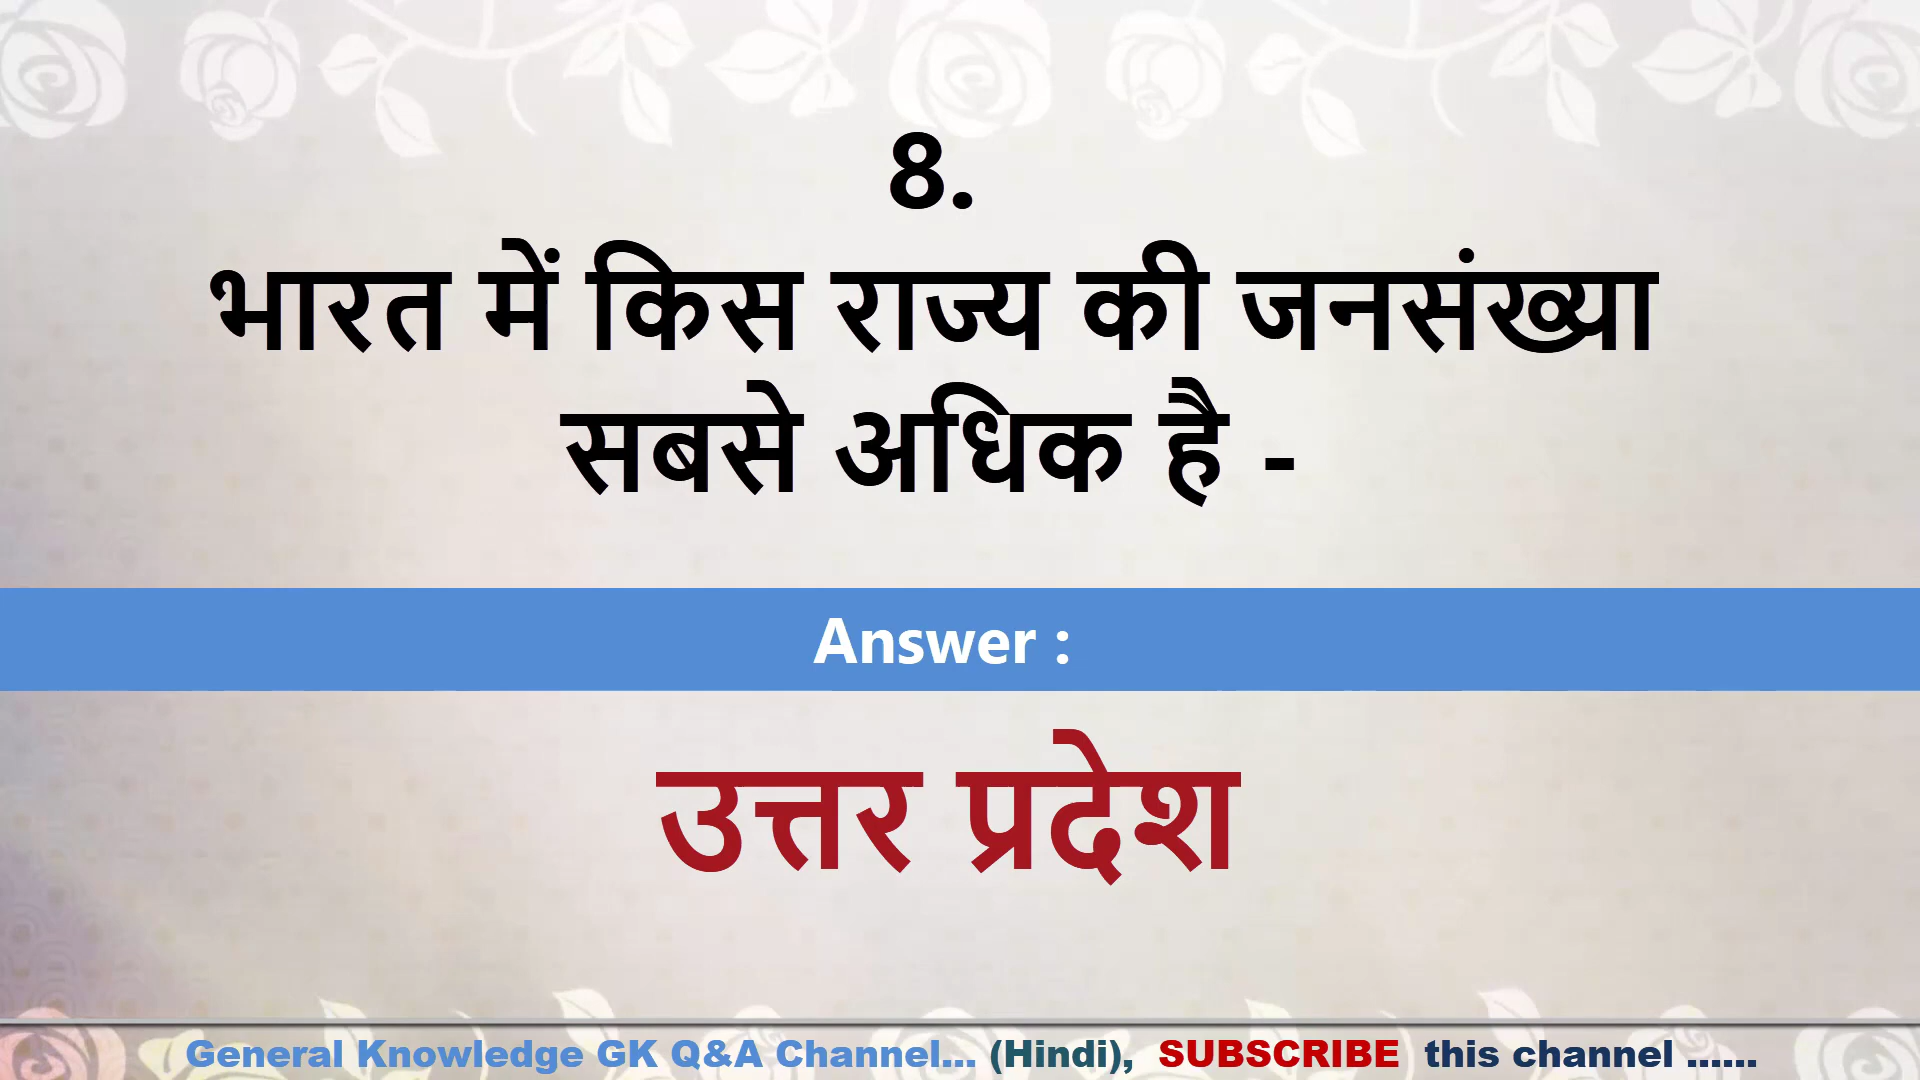 8.
भारत में किस राज्य की जनसंख्या
सबसे अधिक है -
Answer :
उत्तर प्रदेश
General Knowledge GK Q&A Channel... (Hindi), SUBSCRIBE this channel ......